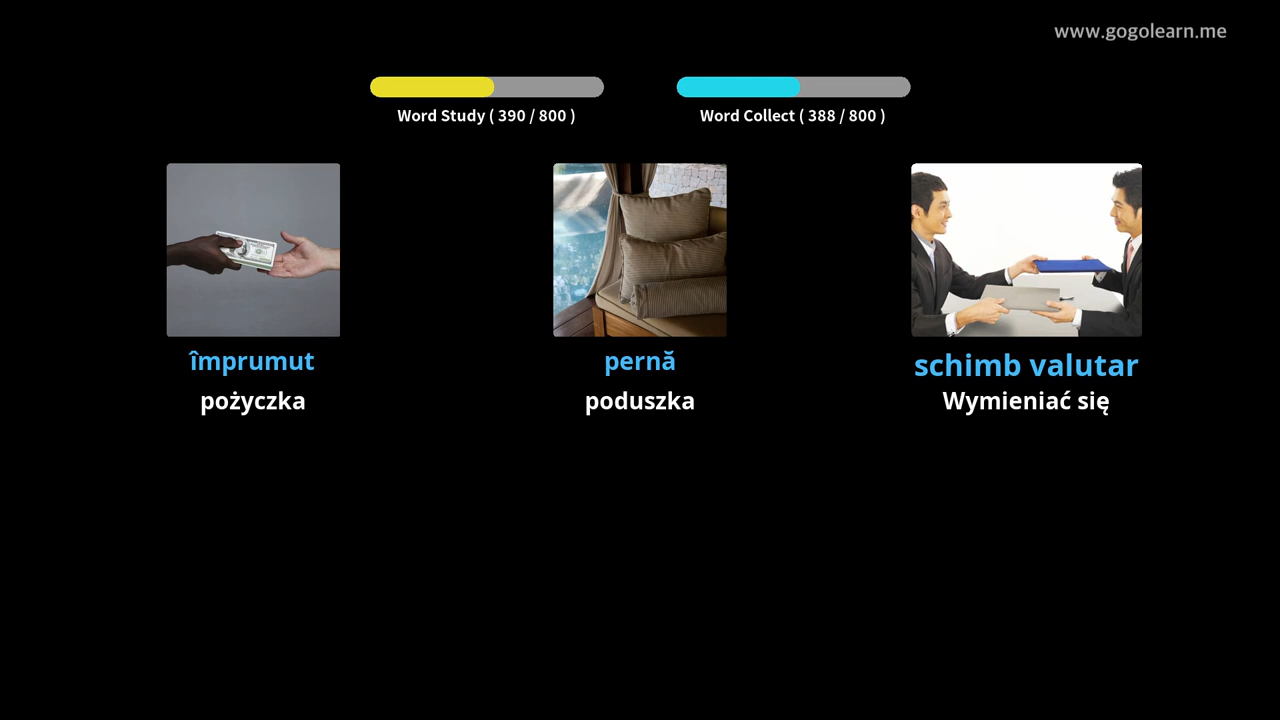 www.gogolearn.me
Word Study ( 390 / 800 )
Word Collect ( 388 / 800 )
împrumut
pernă
schimb valutar
pożyczka
poduszka
Wymieniać się